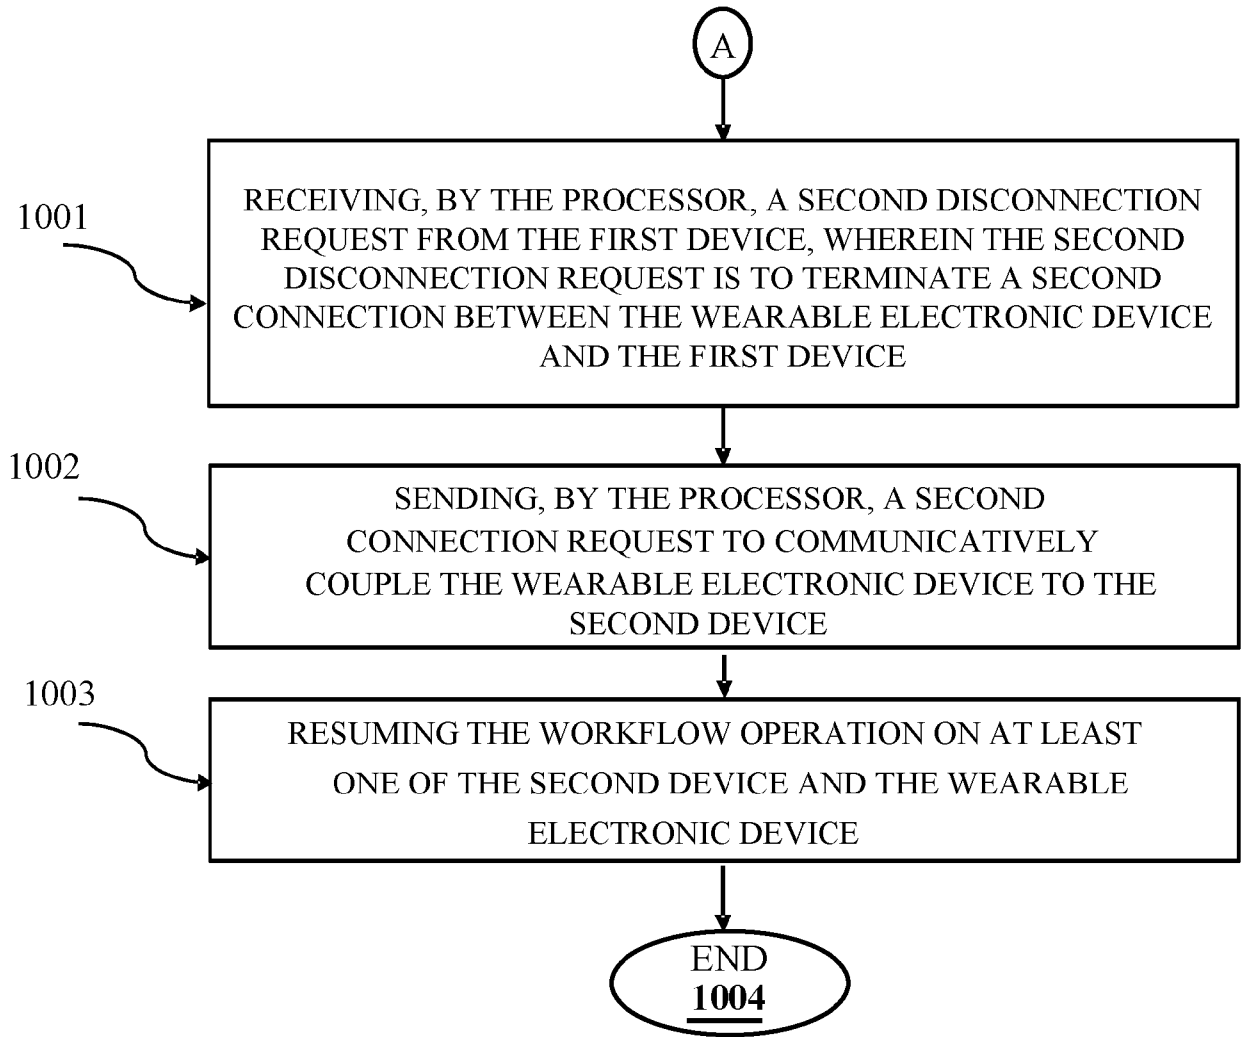 A
1001
RECEIVING, BY THE PROCESSOR, A SECOND DISCONNECTION
REQUEST FROM THE FIRST DEVICE, WHEREIN THE SECOND
DISCONNECTION REQUEST IS TO TERMINATE A SECOND
CONNECTION BETWEEN THE WEARABLE ELECTRONIC DEVICE
AND THE FIRST DEVICE
1002
SENDING, BY THE PROCESSOR, A SECOND
CONNECTION REQUEST TO COMMUNICATIVELY
COUPLE THE WEARABLE ELECTRONIC DEVICE TO THE
SECOND DEVICE
1003
RESUMING THE WORKFLOW OPERATION ON AT LEAST
ONE OF THE SECOND DEVICE AND THE WEARABLE
ELECTRONIC DEVICE
END
1004